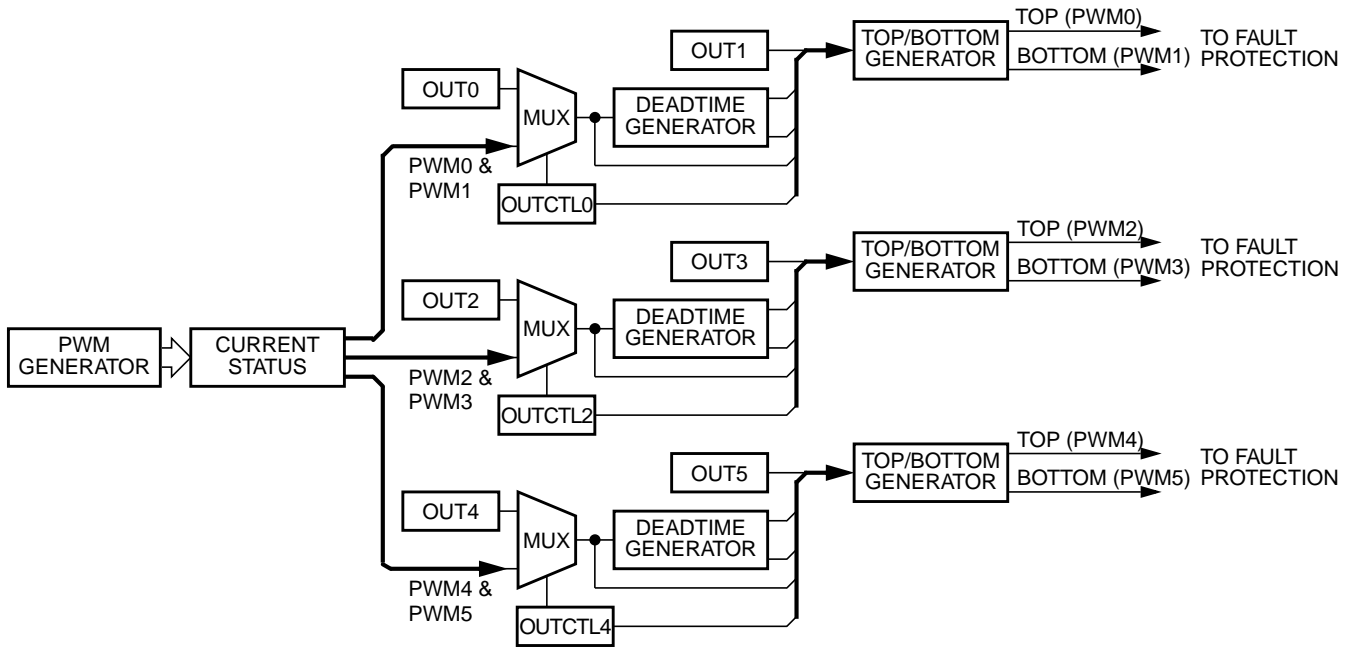 PWM
GENERATOR
CURRENT
STATUS
OUT0
MUX
PWM0 &
PWM1
OUTCTL0
OUT1
DEADTIME
GENERATOR
TOP/BOTTOM
GENERATOR
TOP (PWM0)
BOTTOM (PWM1)
TO FAULT
PROTECTION
OUT2
MUX
PWM2 &
PWM3
OUTCTL2
OUT3
DEADTIME
GENERATOR
TOP/BOTTOM
GENERATOR
TOP (PWM2)
BOTTOM (PWM3)
TO FAULT
PROTECTION
OUT4
MUX
PWM4 &
PWM5
OUTCTL4
OUT5
DEADTIME
GENERATOR
TOP/BOTTOM
GENERATOR
TOP (PWM4)
BOTTOM (PWM5)
TO FAULT
PROTECTION